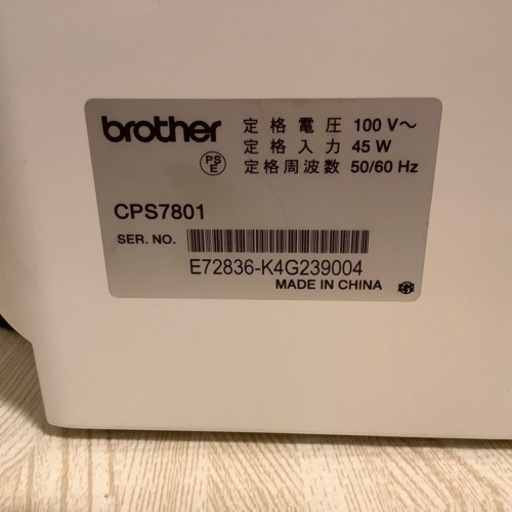 brother
定格電圧 100 V～
定格入力 45 W
定格周波数 50/60 Hz
PS
E
CPS7801
SER. NO.
E72836-K4G239004
MADE IN CHINA